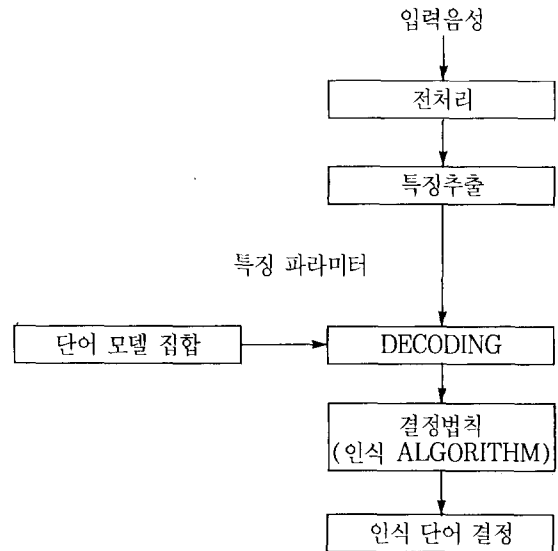 입력음성
전처리
특징추출
특징 파라미터
단어 모델 집합
DECODING
결정법칙
(인식 ALGORITHM)
인식 단어 결정